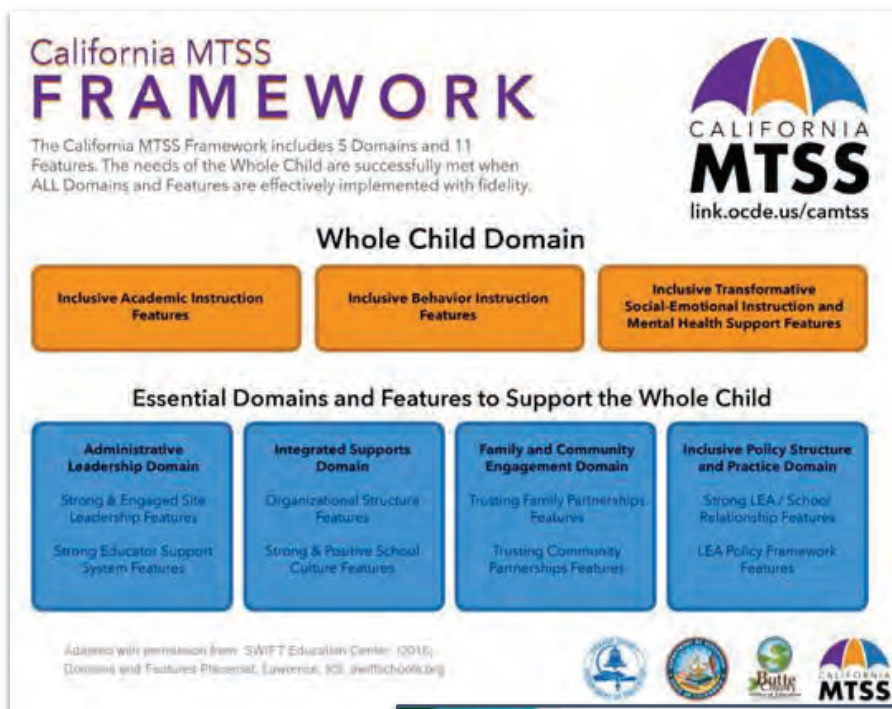 California MTSS
FRAMEWORK
The California MTSS Framework includes 5 Domains and 11
Features. The needs of the Whole Child are successfully met when
ALL Domains and Features are effectively implemented with fidelity.
CALIFORNIA
MTSS
link.ocde.us/camtss
Whole Child Domain
Inclusive Academic Instruction
Features
Inclusive Behavior Instruction
Features
Inclusive Transformative
Social-Emotional Instruction and
Mental Health Support Features
Essential Domains and Features to Support the Whole Child
Administrative
Leadership Domain
Strong & Engaged Site
Leadership Features
Strong Educator Support
System Features
Integrated Supports
Domain
Organizational Structure
Features
Strong & Positive School
Culture Features
Family and Community
Engagement Domain
Trusting Family Partnerships
Features
Trusting Community
Partnerships Features
Inclusive Policy Structure
and Practice Domain
Strong LEA / School
Relationship Features
LEA Policy Framework
Features
Adapted with permission from SWIFT Education Center. (2016).
Domains and Features Placemat, Lawrence, KS. swiftschools.org
Butte
County
CALIFORNIA
MTSS